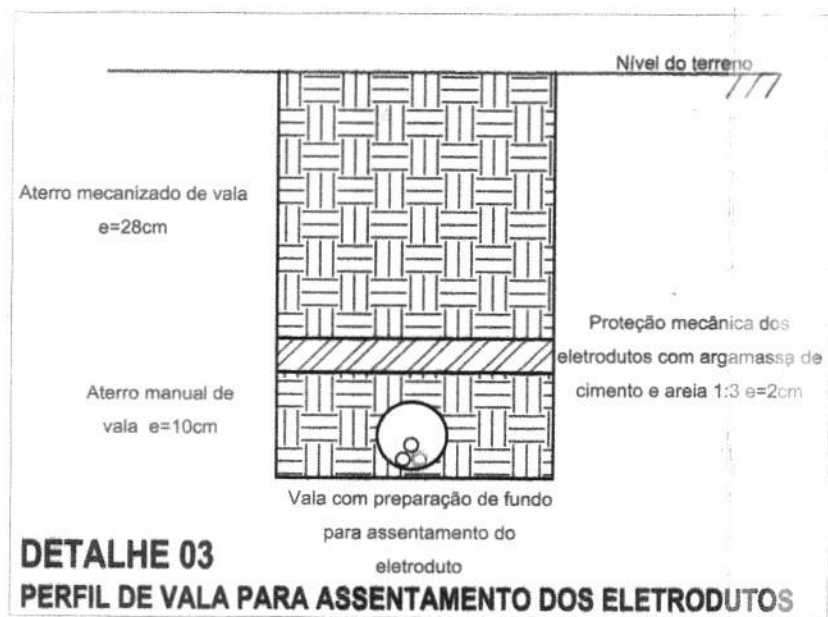 Nível do terreno
Aterro mecanizado de vala
e=28cm
Proteção mecânica dos
eletrodutos com argamassa de
cimento e areia 1:3 e=2cm
Aterro manual de
vala e=10cm
Vala com preparação de fundo
para assentamento do
eletroduto
DETALHE 03
PERFIL DE VALA PARA ASSENTAMENTO DOS ELETRODUTOS